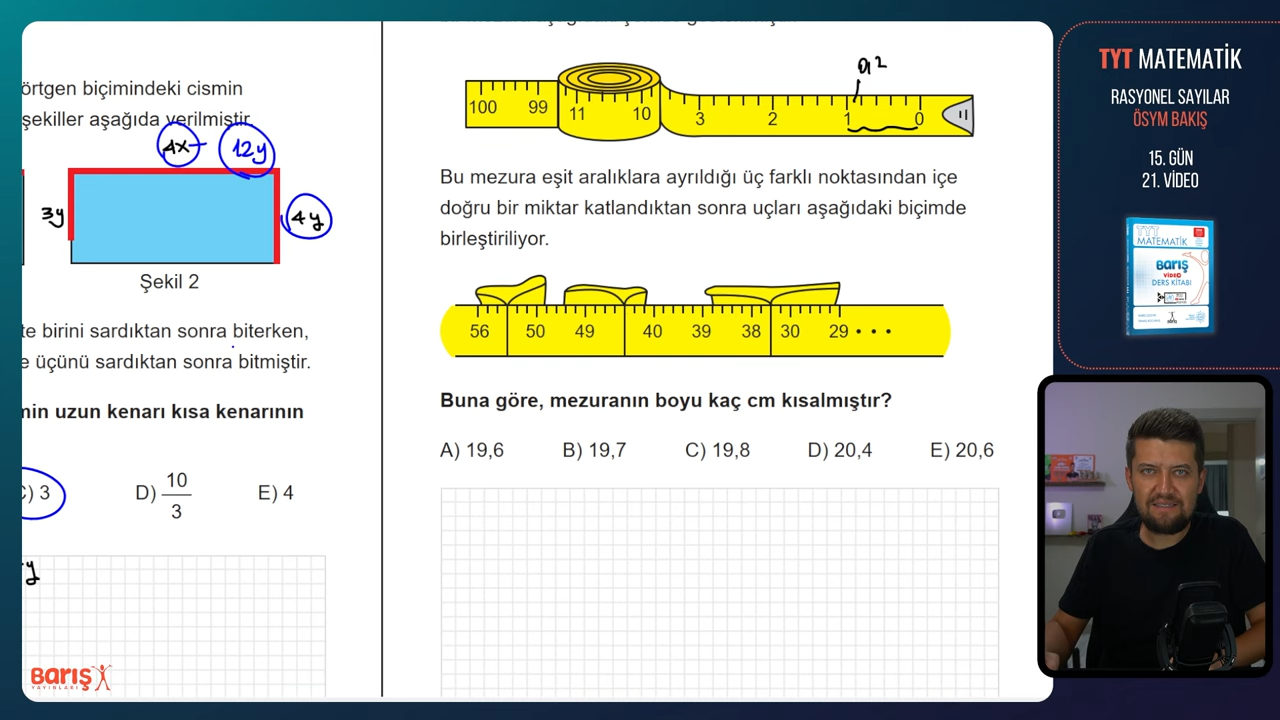 örtgen biçimindeki cismin
şekiller aşağıda verilmiştir.
4x
12y
3y
4y
Şekil 2
te birini sardıktan sonra biterken,
e üçünü sardıktan sonra bitmiştir.
min uzun kenarı kısa kenarının
C) 3
D) 10/3
E) 4
y
BARIŞ
YAYINLARI
100 99 11 10 3 2 1 0
Bu mezura eşit aralıklara ayrıldığı üç farklı noktasından içe
doğru bir miktar katlandıktan sonra uçları aşağıdaki biçimde
birleştiriliyor.
56 50 49 40 39 38 30 29 • • •
Buna göre, mezuranın boyu kaç cm kısalmıştır?
A) 19,6 B) 19,7 C) 19,8 D) 20,4 E) 20,6
TYT MATEMATİK
RASYONEL SAYILAR
ÖSYM BAKIŞ
15. GÜN
21. VİDEO
TYT
MATEMATİK
BARIŞ
VİDEO
DERS KİTABI